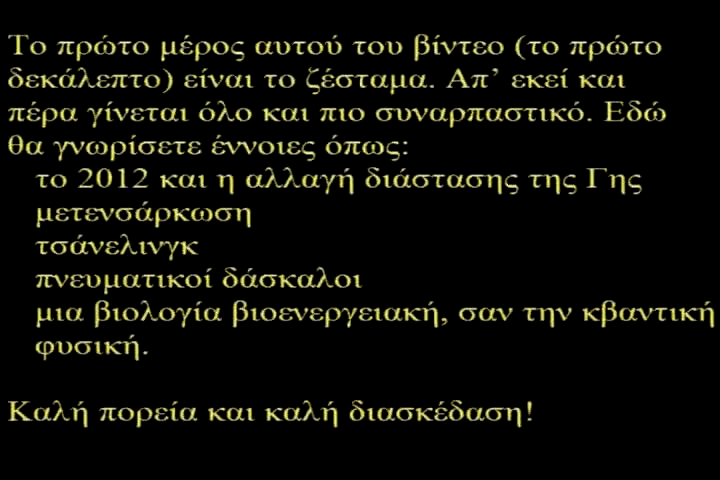 Το πρώτο μέρος αυτού του βίντεο (το πρώτο
δεκάλεπτο) είναι το ζέσταμα. Απ’ εκεί και
πέρα γίνεται όλο και πιο συναρπαστικό. Εδώ
θα γνωρίσετε έννοιες όπως:
το 2012 και η αλλαγή διάστασης της Γης
μετενσάρκωση
τσάνελινγκ
πνευματικοί δάσκαλοι
μια βιολογία βιοενεργειακή, σαν την κβαντική
φυσική.
Καλή πορεία και καλή διασκέδαση!